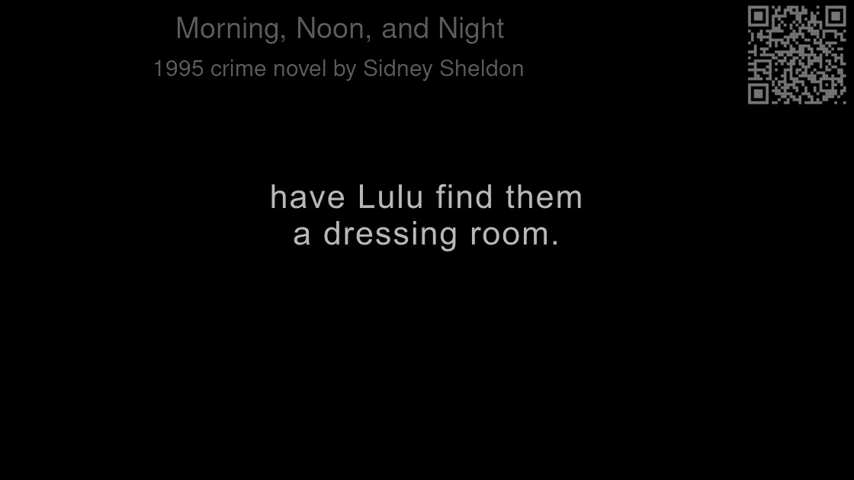 Morning, Noon, and Night
1995 crime novel by Sidney Sheldon
have Lulu find them
a dressing room.